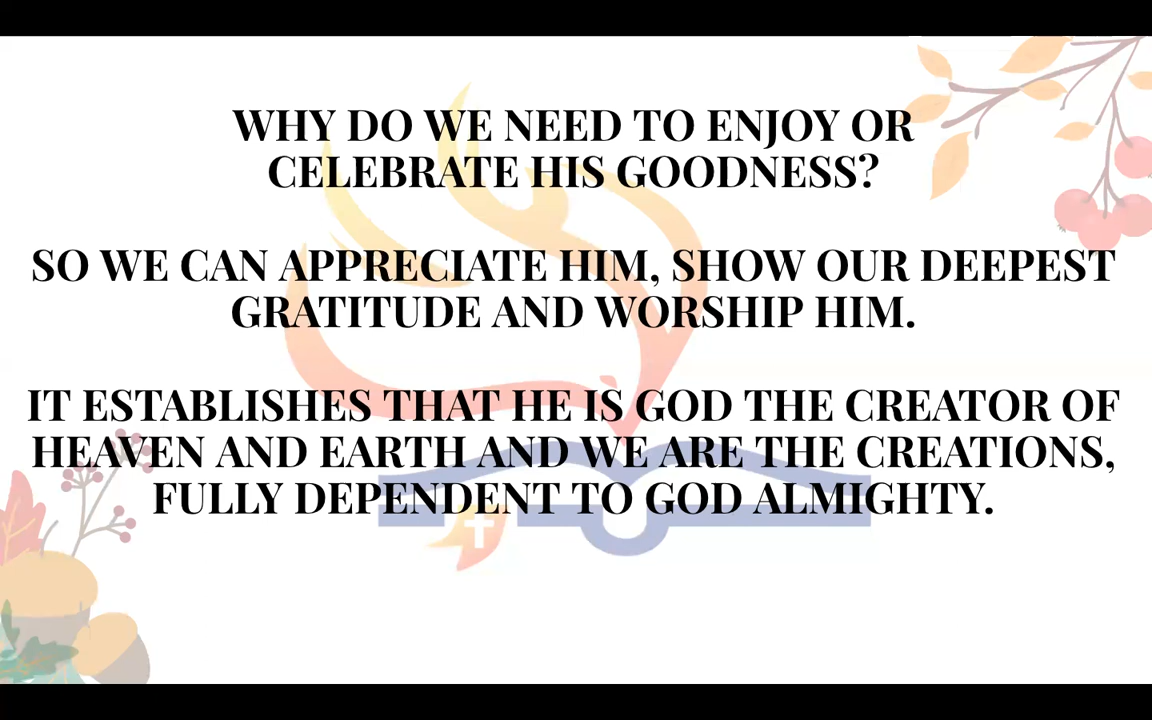 WHY DO WE NEED TO ENJOY OR
CELEBRATE HIS GOODNESS?
SO WE CAN APPRECIATE HIM, SHOW OUR DEEPEST
GRATITUDE AND WORSHIP HIM.
IT ESTABLISHES THAT HE IS GOD THE CREATOR OF
HEAVEN AND EARTH AND WE ARE THE CREATIONS,
FULLY DEPENDENT TO GOD ALMIGHTY.